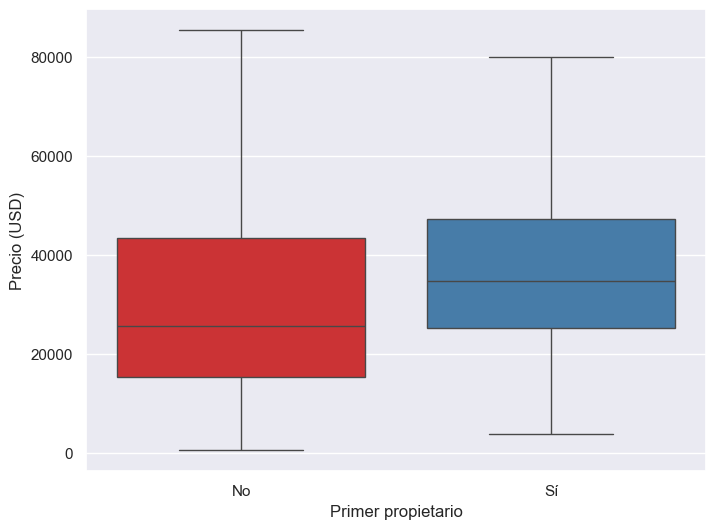 Precio (USD)
80000
60000
40000
20000
0
No
Sí
Primer propietario